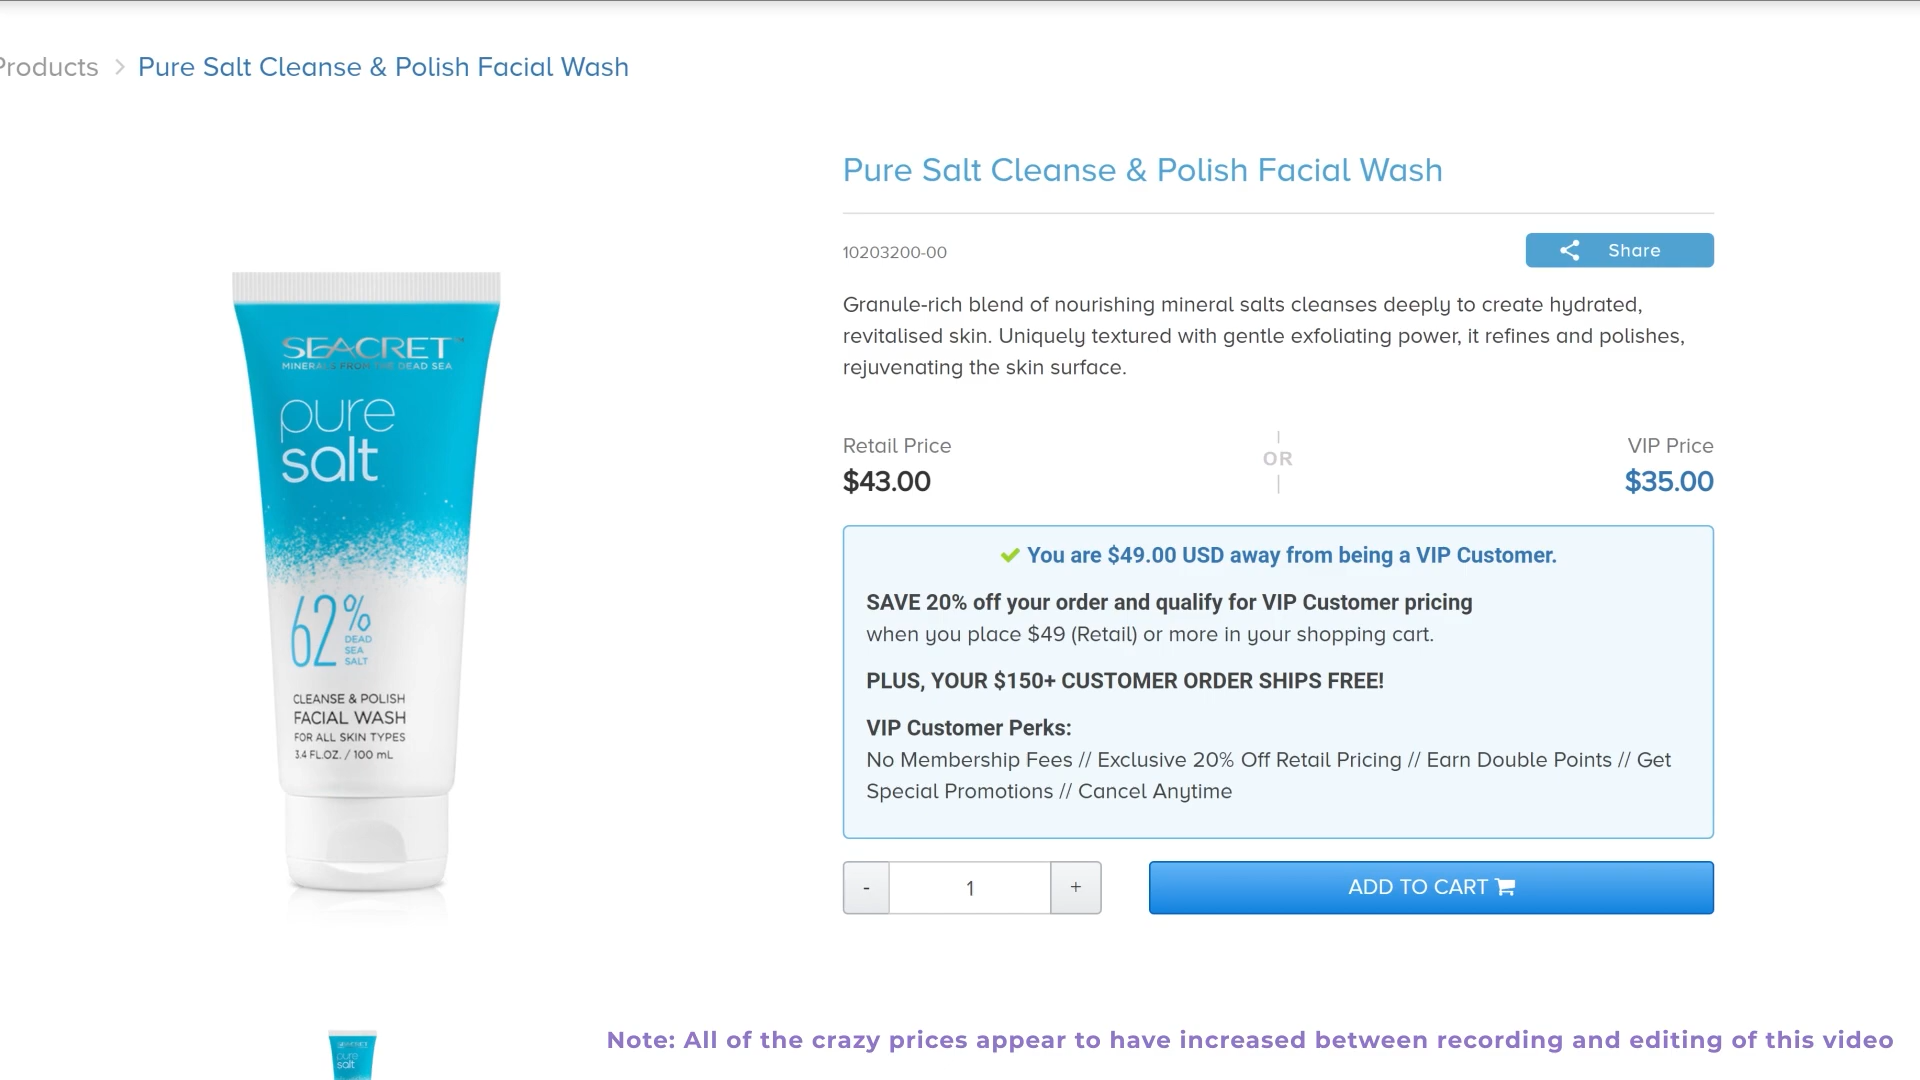 Products > Pure Salt Cleanse & Polish Facial Wash
SEACRET
MINERALS FROM THE DEAD SEA
pure
salt
62%
DEAD
SEA
SALT
CLEANSE & POLISH
FACIAL WASH
FOR ALL SKIN TYPES
3.4 FL.OZ. / 100 mL
Pure Salt Cleanse & Polish Facial Wash
10203200-00
Share
Granule-rich blend of nourishing mineral salts cleanses deeply to create hydrated,
revitalised skin. Uniquely textured with gentle exfoliating power, it refines and polishes,
rejuvenating the skin surface.
Retail Price
$43.00
OR
VIP Price
$35.00
You are $49.00 USD away from being a VIP Customer.
SAVE 20% off your order and qualify for VIP Customer pricing
when you place $49 (Retail) or more in your shopping cart.
PLUS, YOUR $150+ CUSTOMER ORDER SHIPS FREE!
VIP Customer Perks:
No Membership Fees // Exclusive 20% Off Retail Pricing // Earn Double Points // Get
Special Promotions // Cancel Anytime
- 1 +
ADD TO CART
SEACRET
pure
salt
Note: All of the crazy prices appear to have increased between recording and editing of this video